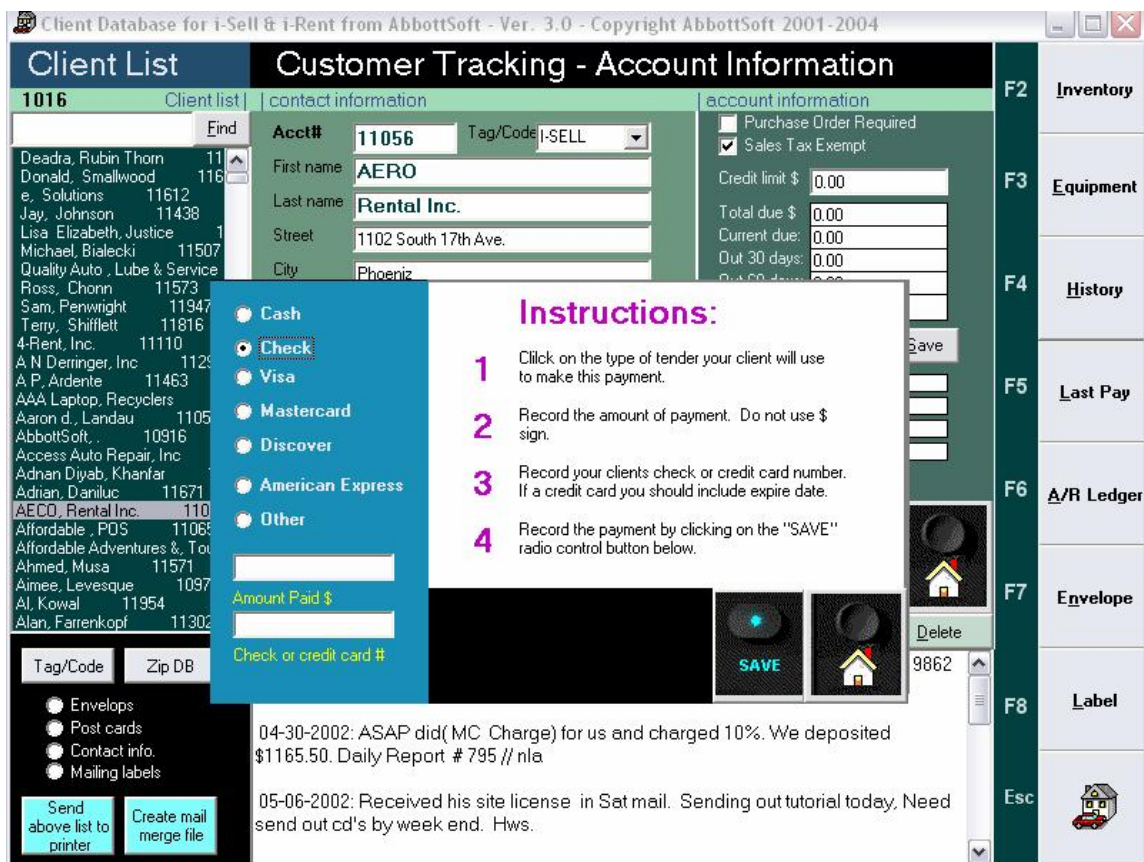 Client Database for i-Sell & i-Rent from AbbottSoft - Ver. 3.0 - Copyright AbbottSoft 2001-2004
Client List
1016 Client list |
Find
Deadra, Rubin Thorn 11
Donald, Smallwood 116
e, Solutions 11612
Jay, Johnson 11438
Lisa Elizabeth, Justice 1
Michael, Bialecki 11507
Quality Auto , Lube & Service
Ross, Chonn 11573
Sam, Penwright 11947
Terry, Shifflett 11816
4-Rent, Inc. 11110
A N Derringer, Inc 1129
A P, Ardente 11463
AAA Laptop, Recyclers
Aaron d., Landau 1105
AbbottSoft, . 10916
Access Auto Repair, Inc
Adnan Diyab, Khanfar
Adrian, Daniluc 11671
AECO, Rental Inc. 110
Affordable , POS 11065
Affordable Adventures &, Tou
Ahmed, Musa 11571
Aimee, Levesque 1097
Al, Kowal 11954
Alan, Farrenkopf 11302
Tag/Code Zip DB
Envelops
Post cards
Contact info.
Mailing labels
Send
above list to
printer
Create mail
merge file
Customer Tracking - Account Information
| contact information
Acct# 11056 Tag/Code I-SELL
First name AERO
Last name Rental Inc.
Street 1102 South 17th Ave.
City Phoeniz
| account information
Purchase Order Required
Sales Tax Exempt
Credit limit $ 0.00
Total due $ 0.00
Current due: 0.00
Out 30 days: 0.00
Save
Cash
Check
Visa
Mastercard
Discover
American Express
Other
Amount Paid $
Check or credit card #
Instructions:
1 Clilck on the type of tender your client will use
to make this payment.
2 Record the amount of payment. Do not use $
sign.
3 Record your clients check or credit card number.
If a credit card you should include expire date.
4 Record the payment by clicking on the "SAVE"
radio control button below.
SAVE
Delete
9862
04-30-2002: ASAP did( MC Charge) for us and charged 10%. We deposited
$1165.50. Daily Report # 795 // nla
05-06-2002: Received his site license in Sat mail. Sending out tutorial today, Need
send out cd's by week end. Hws.
F2 Inventory
F3 Equipment
F4 History
F5 Last Pay
F6 A/R Ledger
F7 Envelope
F8 Label
Esc